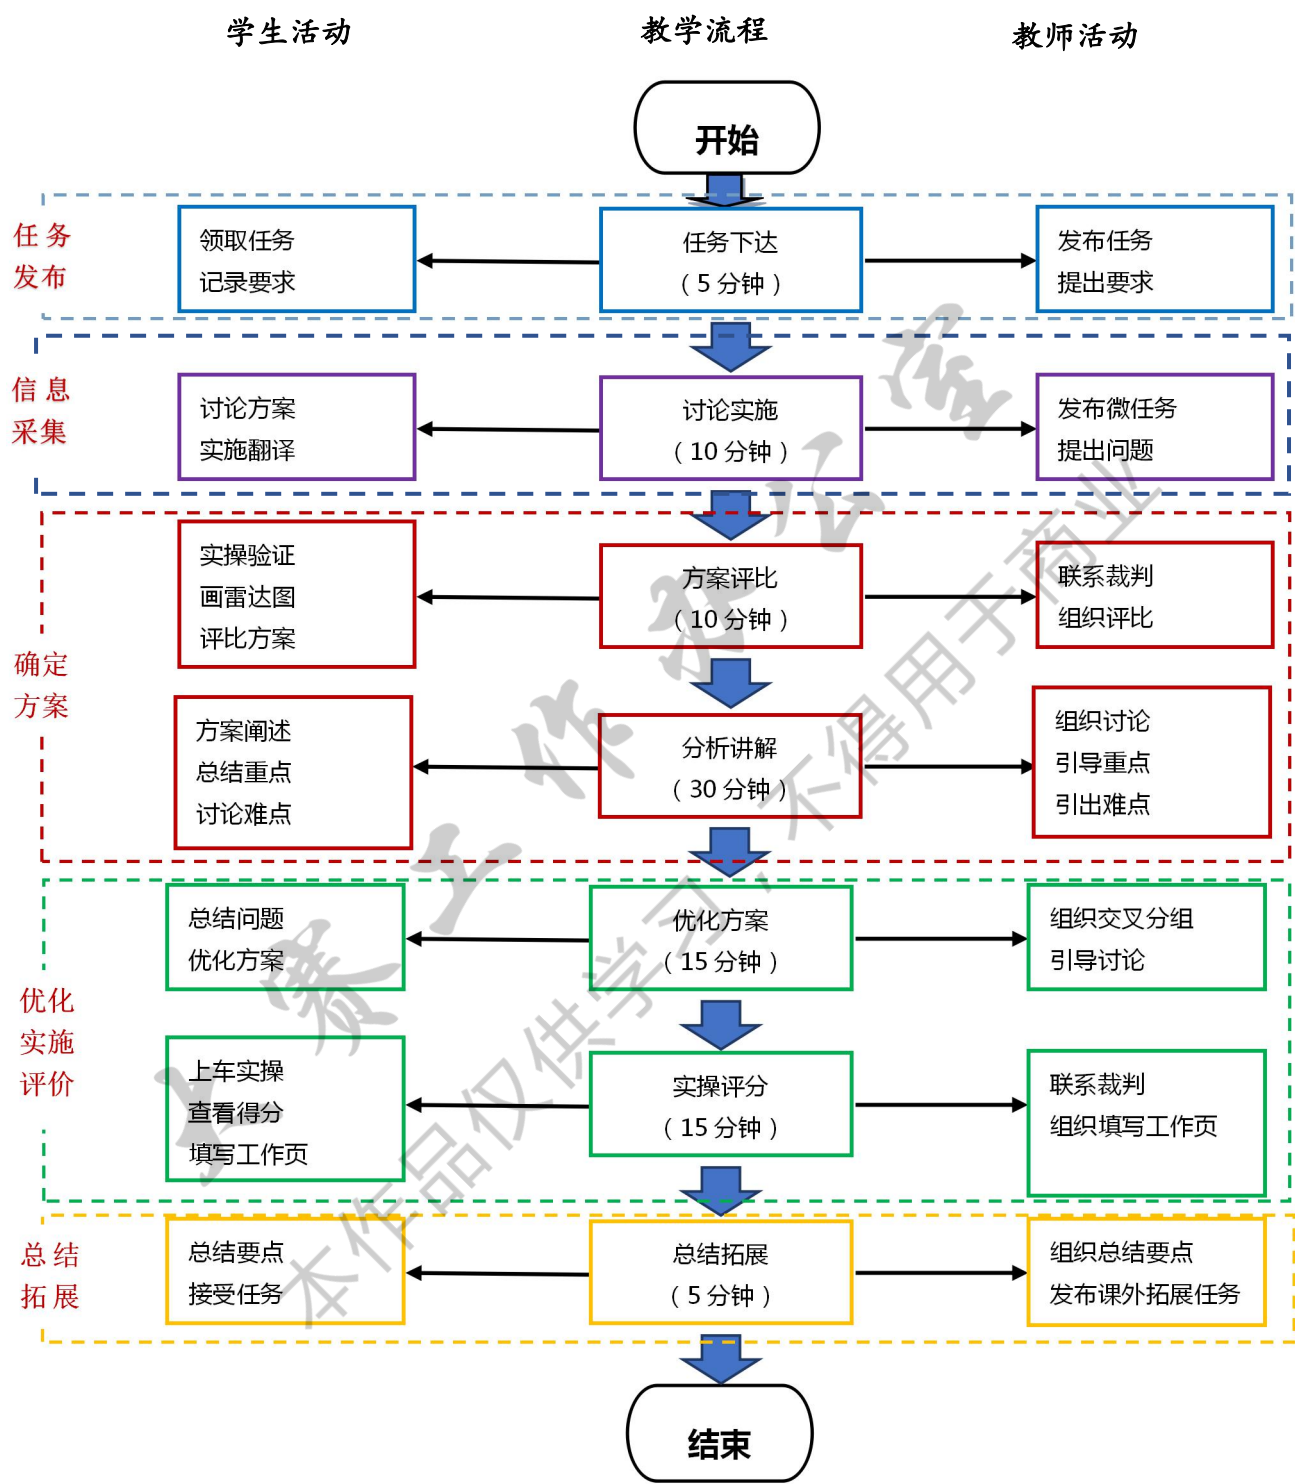 学生活动
教学流程
教师活动
开始
任务
发布
领取任务
记录要求
任务下达
（5 分钟）
发布任务
提出要求
信息
采集
讨论方案
实施翻译
讨论实施
（10 分钟）
发布微任务
提出问题
确定
方案
实操验证
画雷达图
评比方案
方案评比
（10 分钟）
联系裁判
组织评比
方案阐述
总结重点
讨论难点
分析讲解
（30 分钟）
组织讨论
引导重点
引出难点
优化
实施
评价
总结问题
优化方案
优化方案
（15 分钟）
组织交叉分组
引导讨论
上车实操
查看得分
填写工作页
实操评分
（15 分钟）
联系裁判
组织填写工作页
总结
拓展
总结要点
接受任务
总结拓展
（5 分钟）
组织总结要点
发布课外拓展任务
结束
大赛工作办公室
本作品仅供学习，不得用于商业